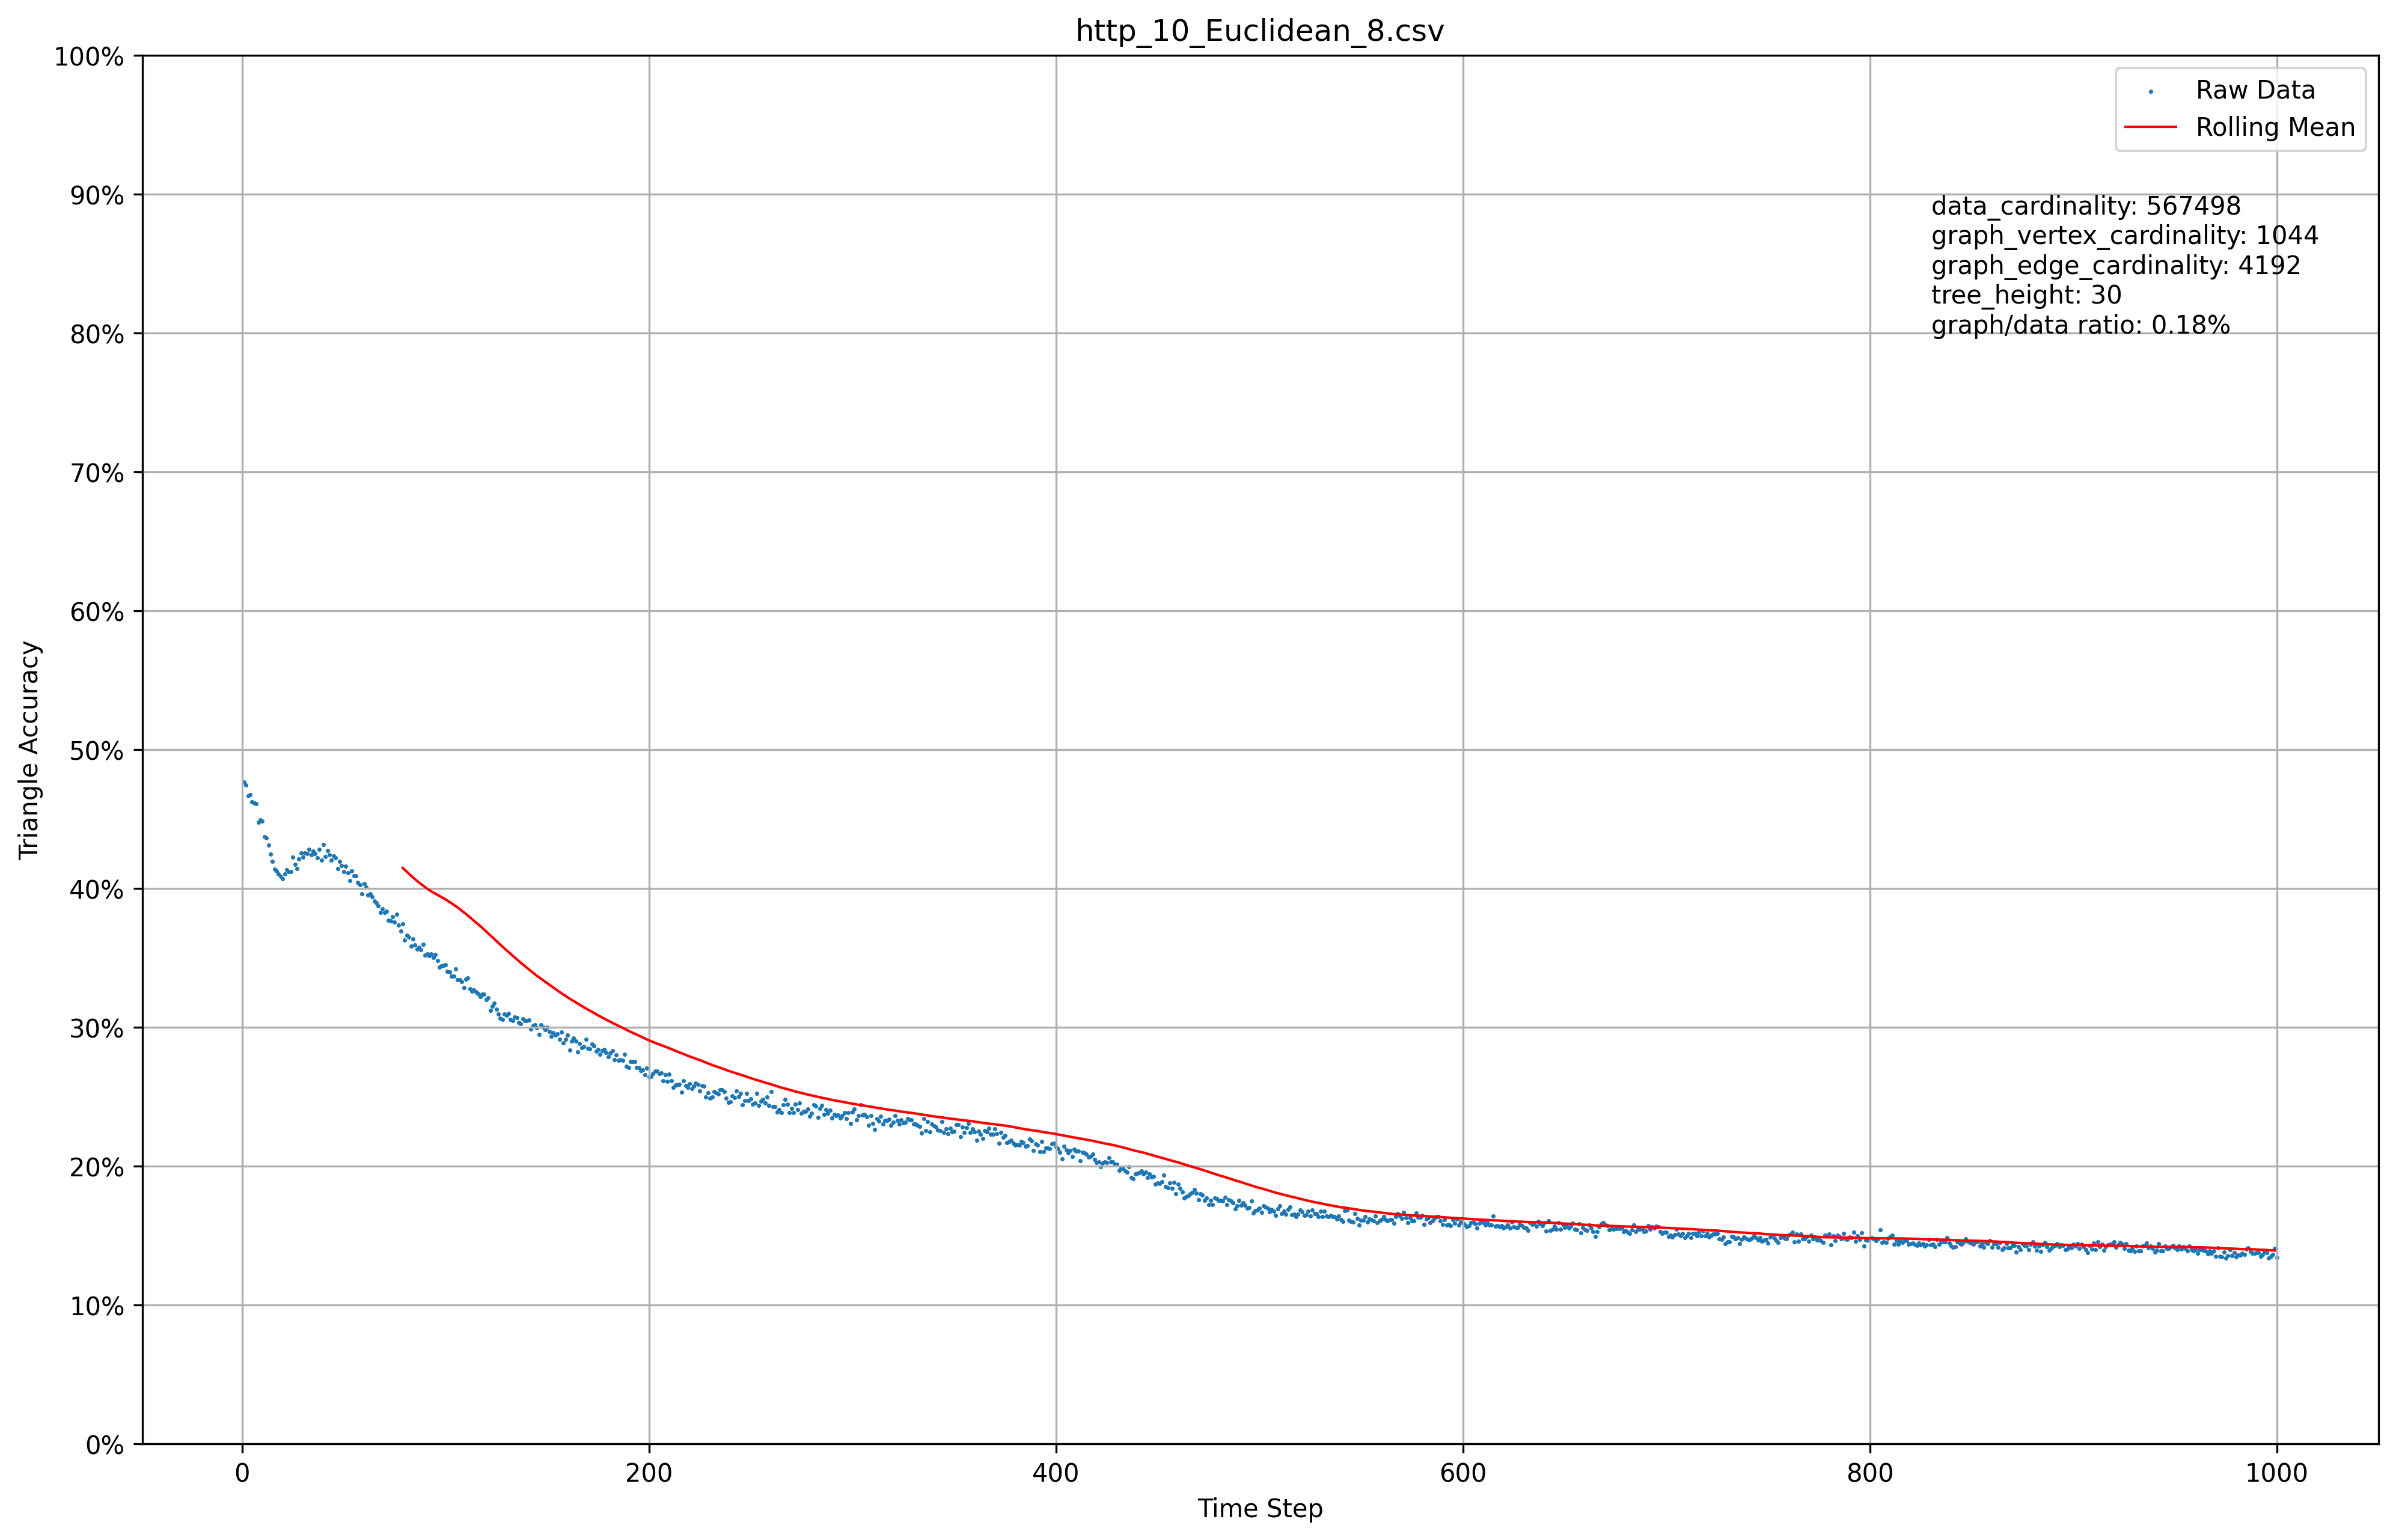 http_10_Euclidean_8.csv
100%
90%
80%
70%
60%
50%
40%
30%
20%
10%
0%
Triangle Accuracy
Raw Data
Rolling Mean
data_cardinality: 567498
graph_vertex_cardinality: 1044
graph_edge_cardinality: 4192
tree_height: 30
graph/data ratio: 0.18%
0 200 400 600 800 1000
Time Step